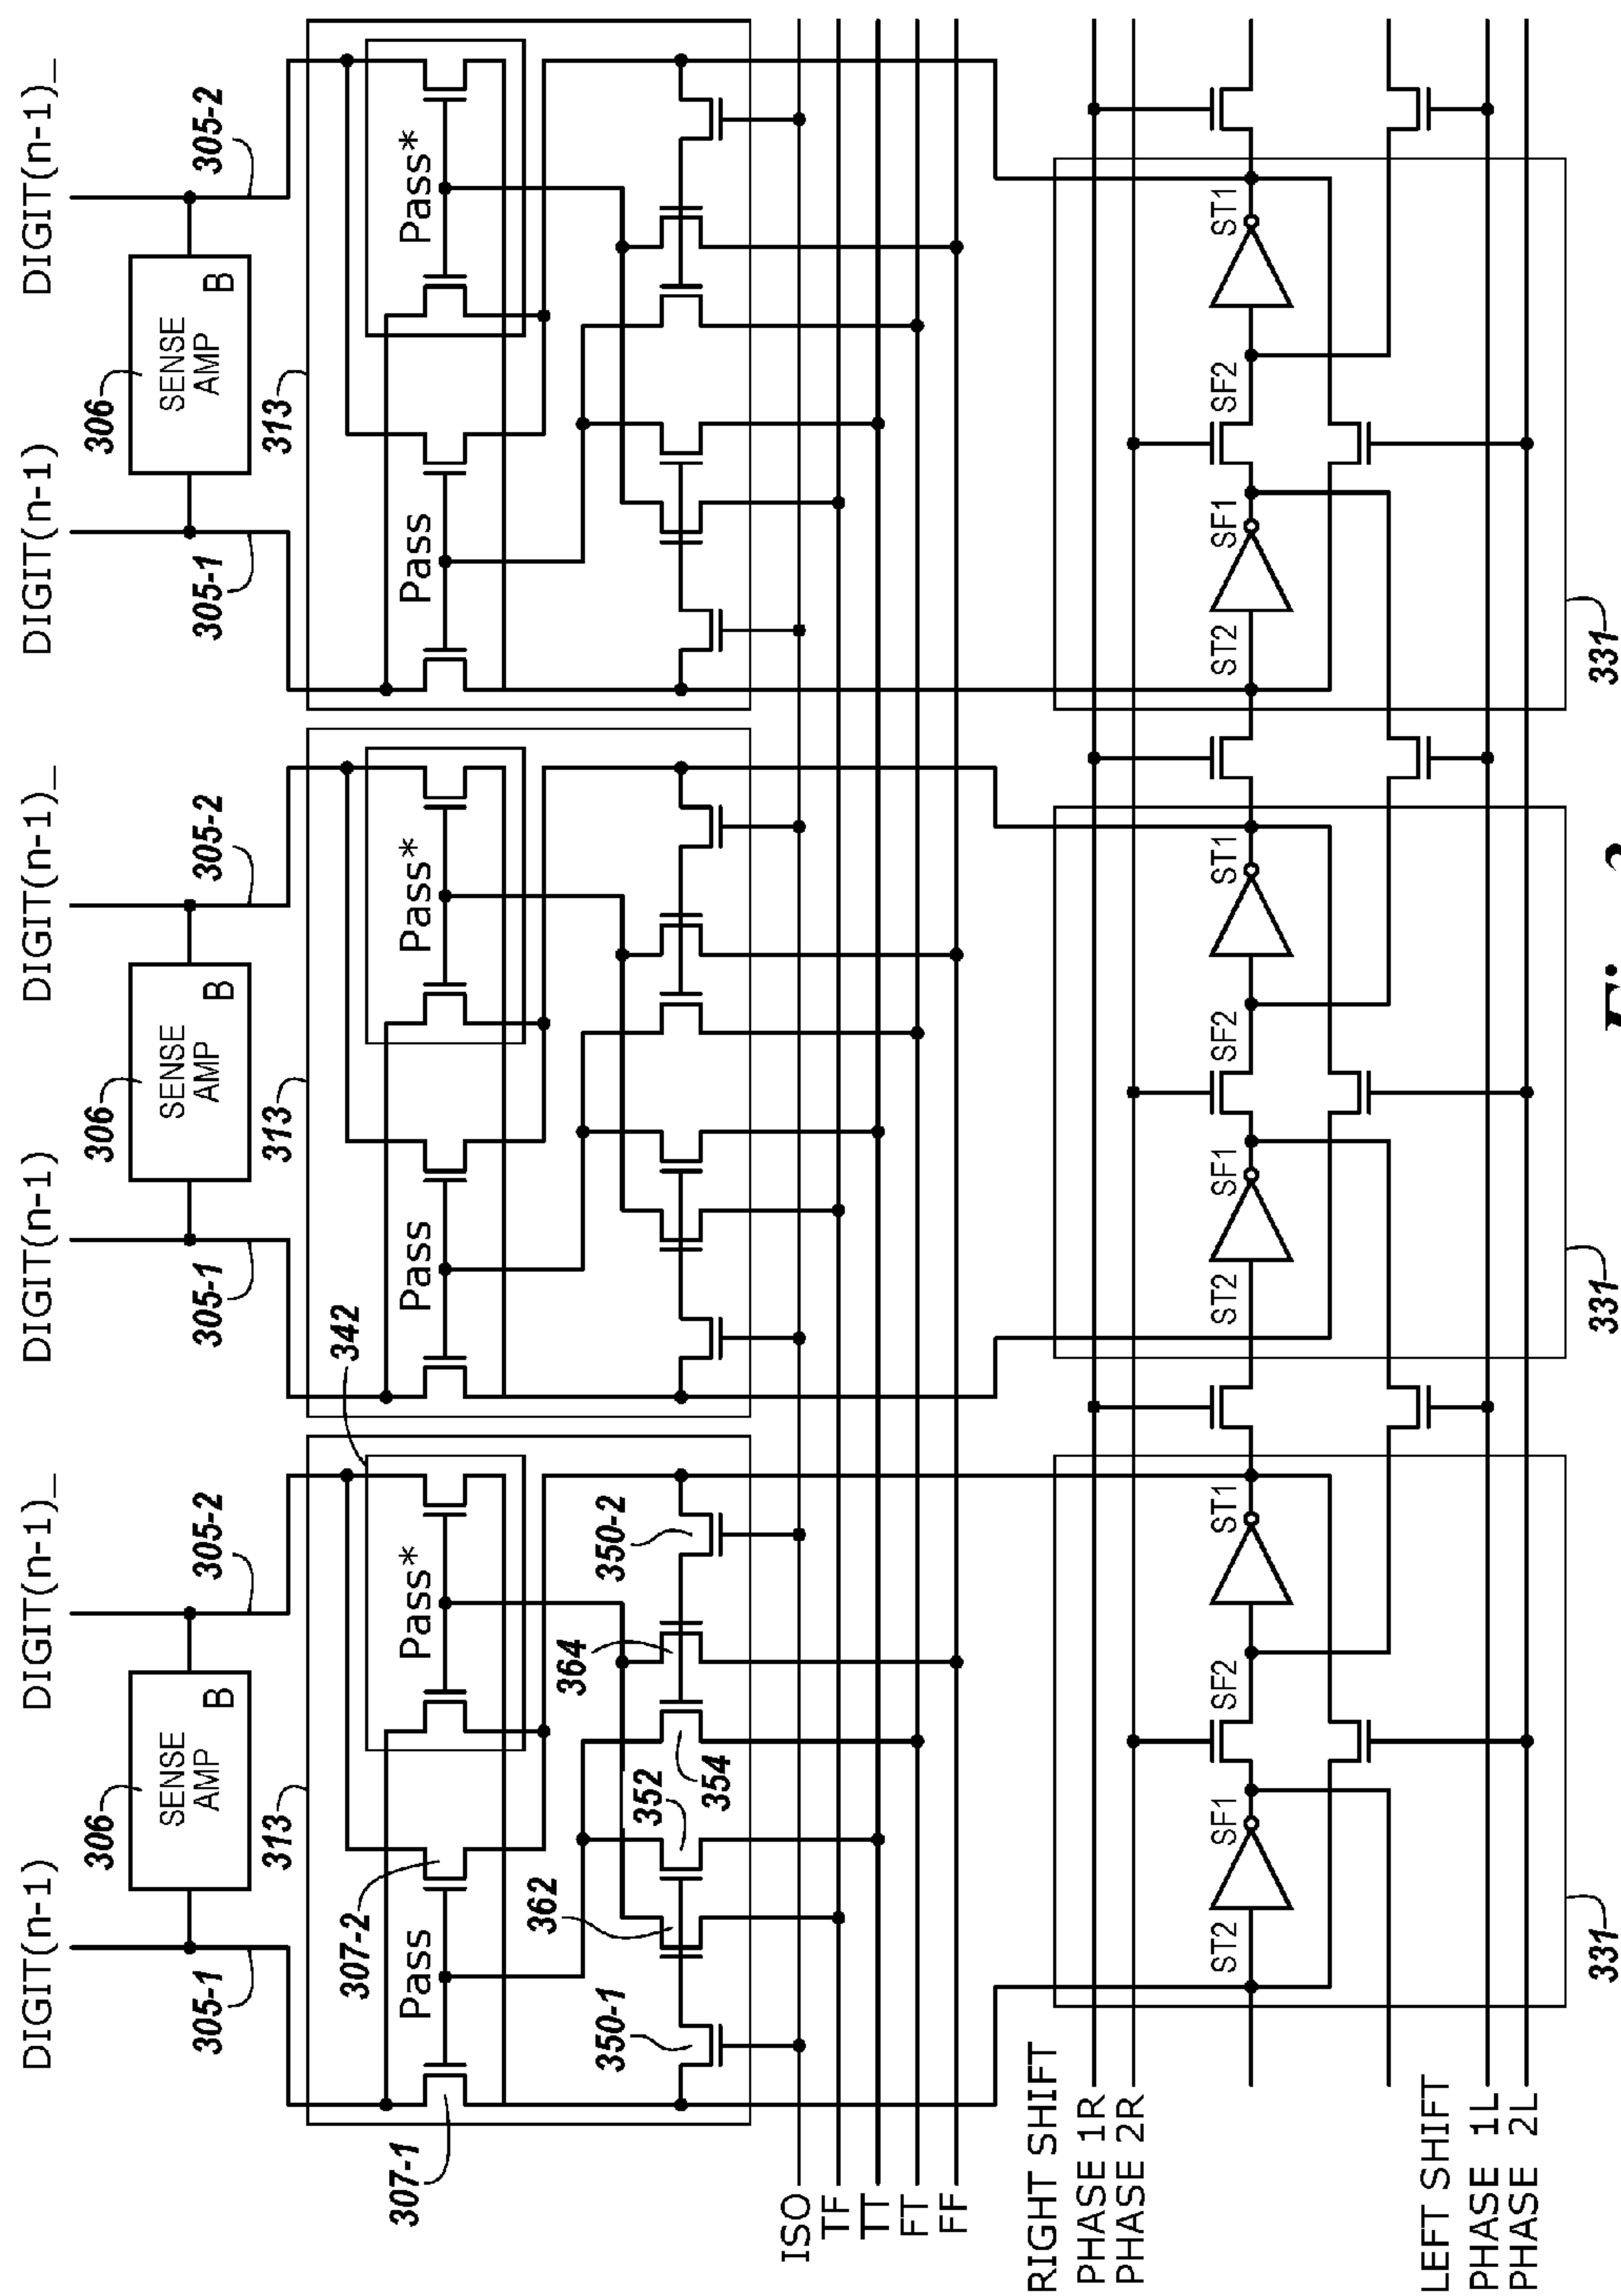 DIGIT(n-1)
DIGIT(n-1)_
DIGIT(n-1)
DIGIT(n-1)_
DIGIT(n-1)
DIGIT(n-1)_
306
SENSE
AMP
B
306
SENSE
AMP
B
306
SENSE
AMP
B
305-1
305-2
305-1
305-2
305-1
305-2
313
342
313
313
307-1
Pass
307-2
Pass*
Pass
Pass*
Pass
Pass*
350-1
362
352
354
364
350-2
ISO
TF
TT
FT
FF
RIGHT SHIFT
PHASE 1R
PHASE 2R
ST2
SF1
SF2
ST1
ST2
SF1
SF2
ST1
ST2
SF1
SF2
ST1
LEFT SHIFT
PHASE 1L
PHASE 2L
331
331
331